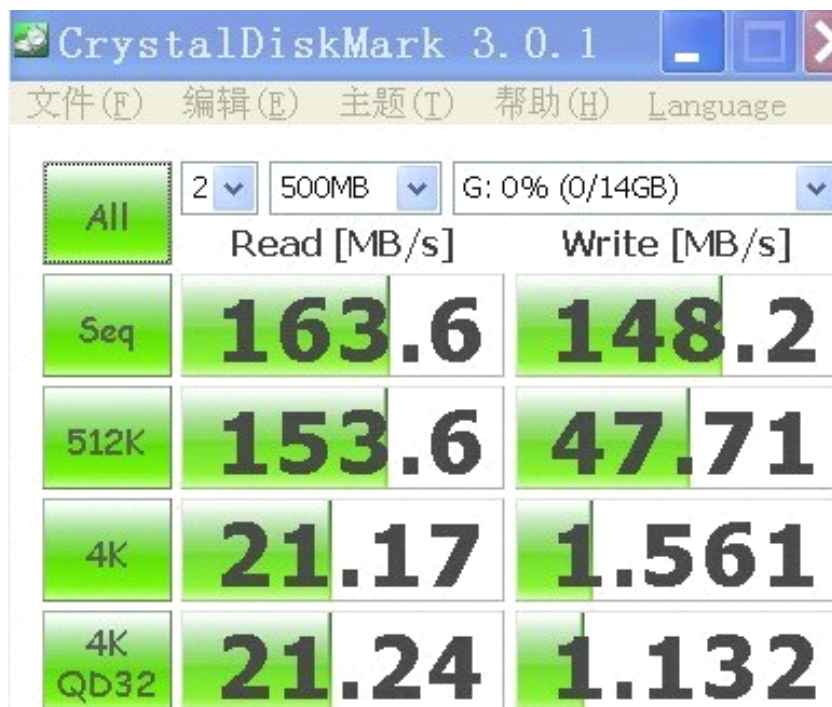 CrystalDiskMark 3.0.1
文件(F) 编辑(E) 主题(T) 帮助(H) Language
All 2 500MB G: 0% (0/14GB)
Read [MB/s] Write [MB/s]
Seq 163.6 148.2
512K 153.6 47.71
4K 21.17 1.561
4K
QD32 21.24 1.132